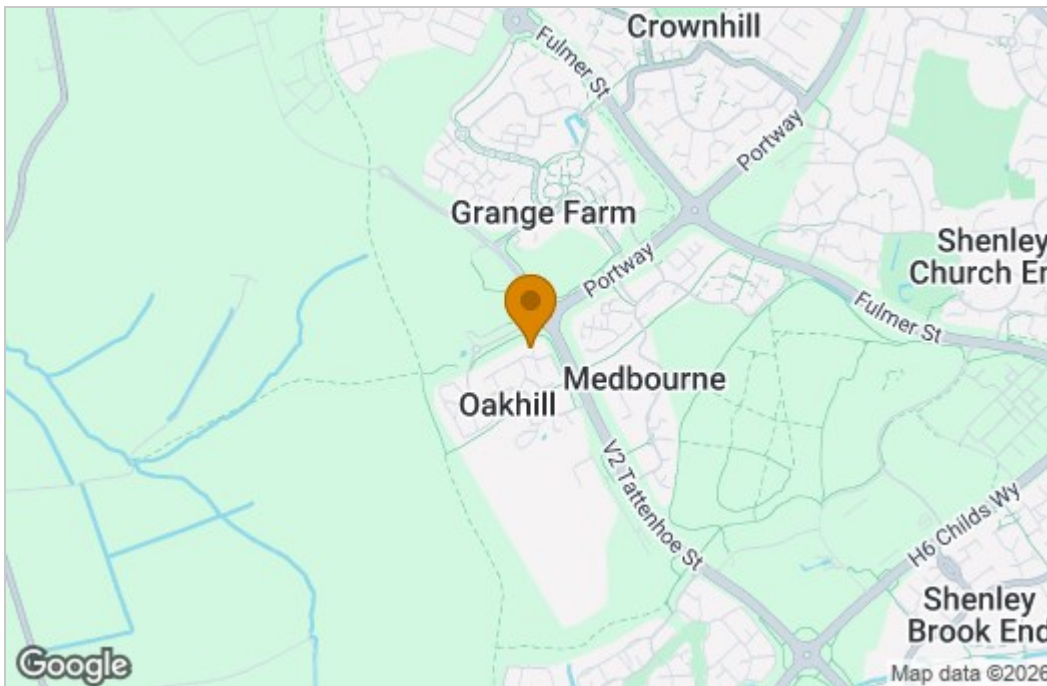 Crownhill
Fulmer St
Portway
Grange Farm
Shenley
Church En
Portway
Fulmer St
Medbourne
Oakhill
V2 Tattenhoe St
H6 Childs Wy
Shenley
Brook End
Google
Map data ©2026